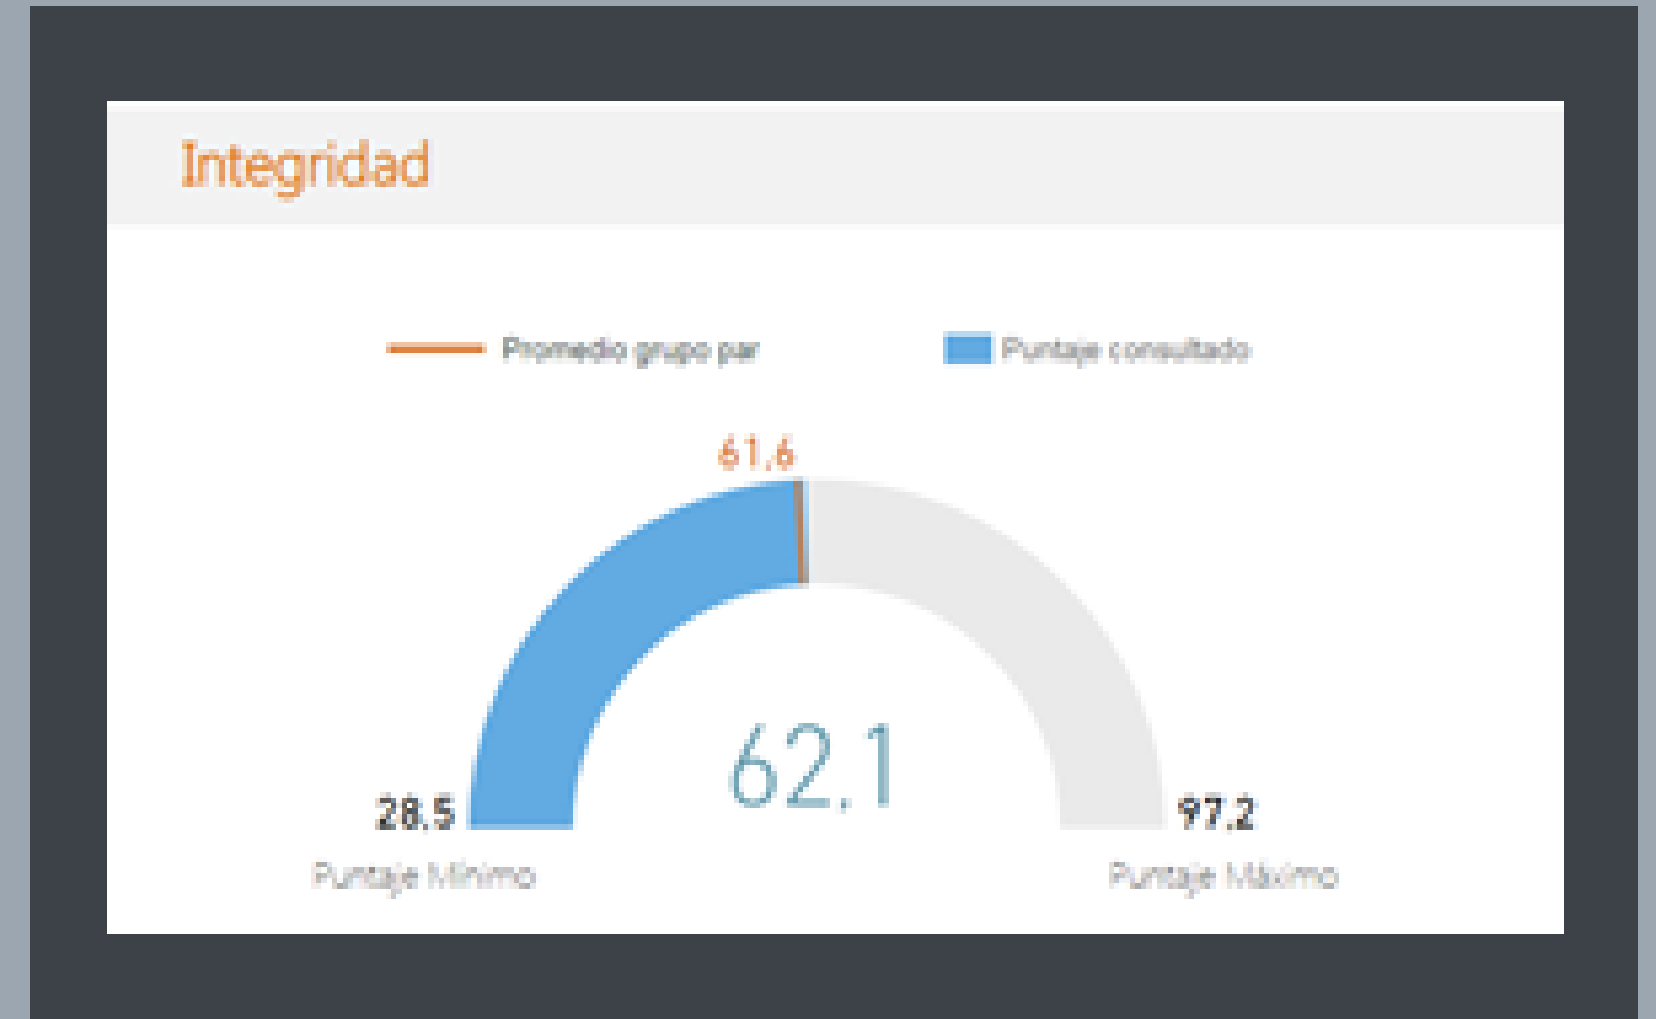 Integridad
Promedio grupo par
Puntaje consultado
61,6
62,1
28,5
97,2
Puntaje Mínimo
Puntaje Máximo